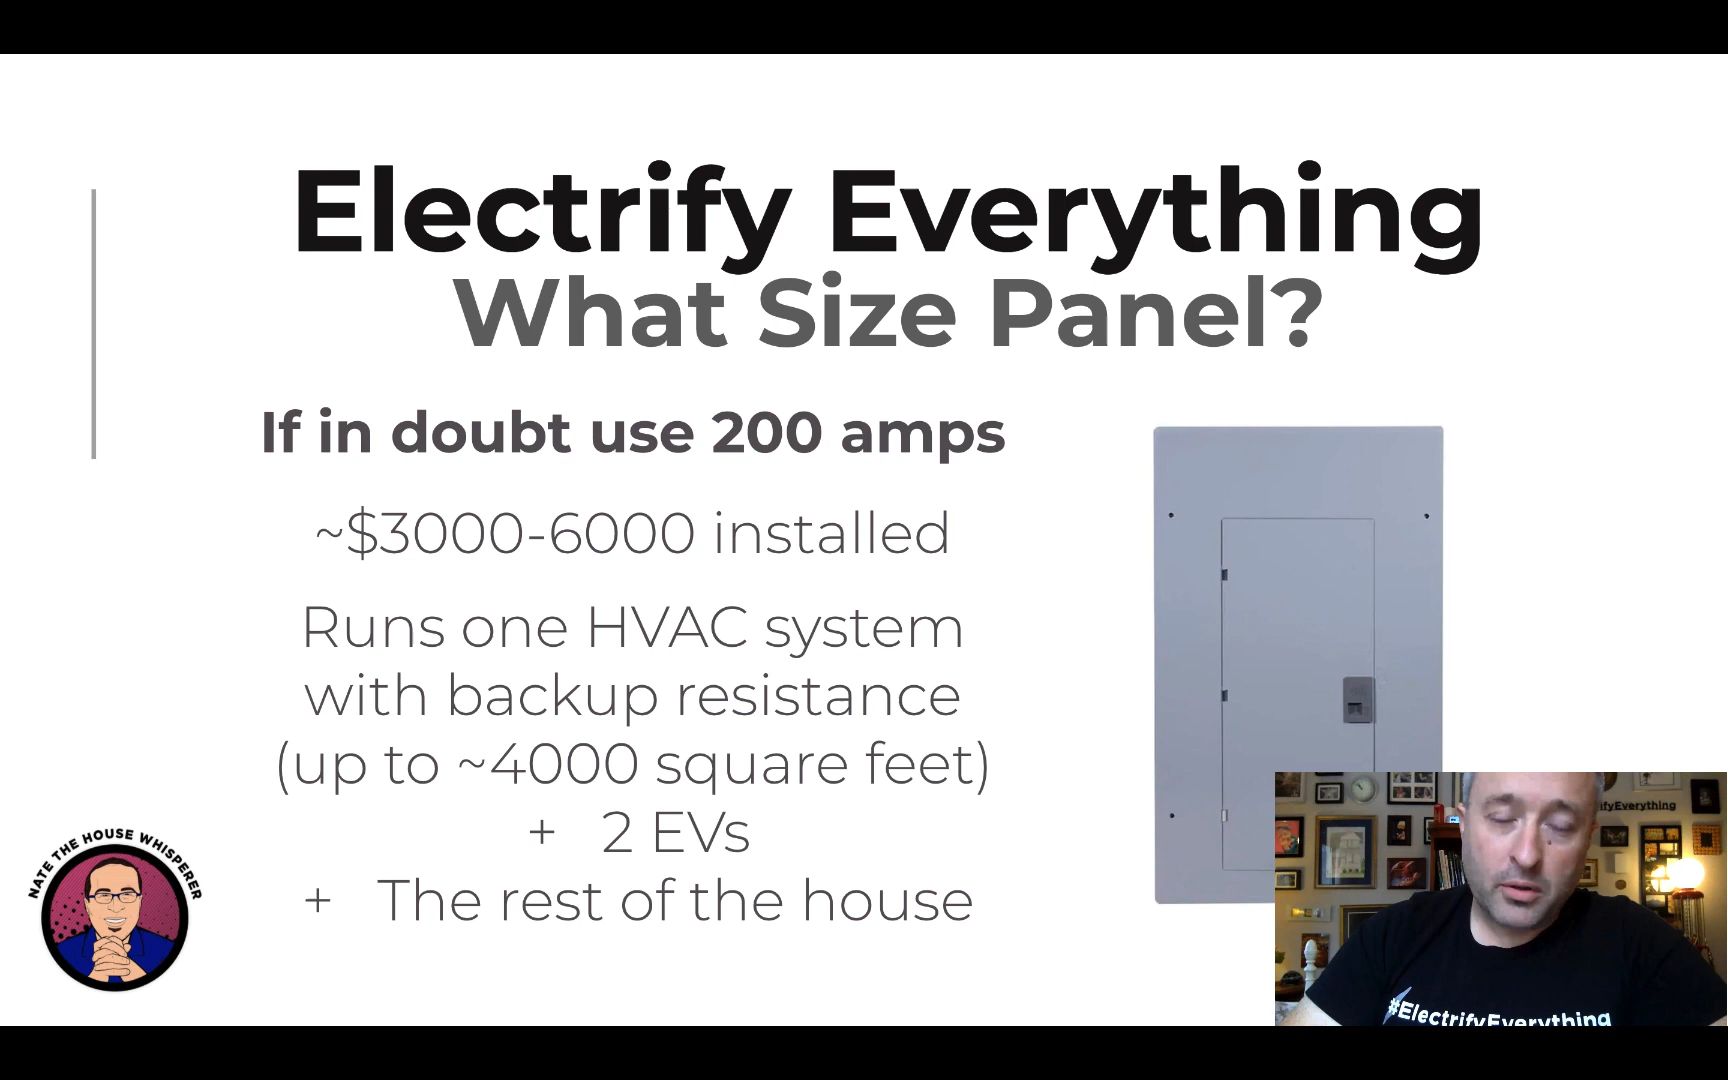 Electrify Everything
What Size Panel?
If in doubt use 200 amps
~$3000-6000 installed
Runs one HVAC system
with backup resistance
(up to ~4000 square feet)
+ 2 EVs
+ The rest of the house
NATE THE HOUSE WHISPERER
ifyEverything
#ElectrifyEverything